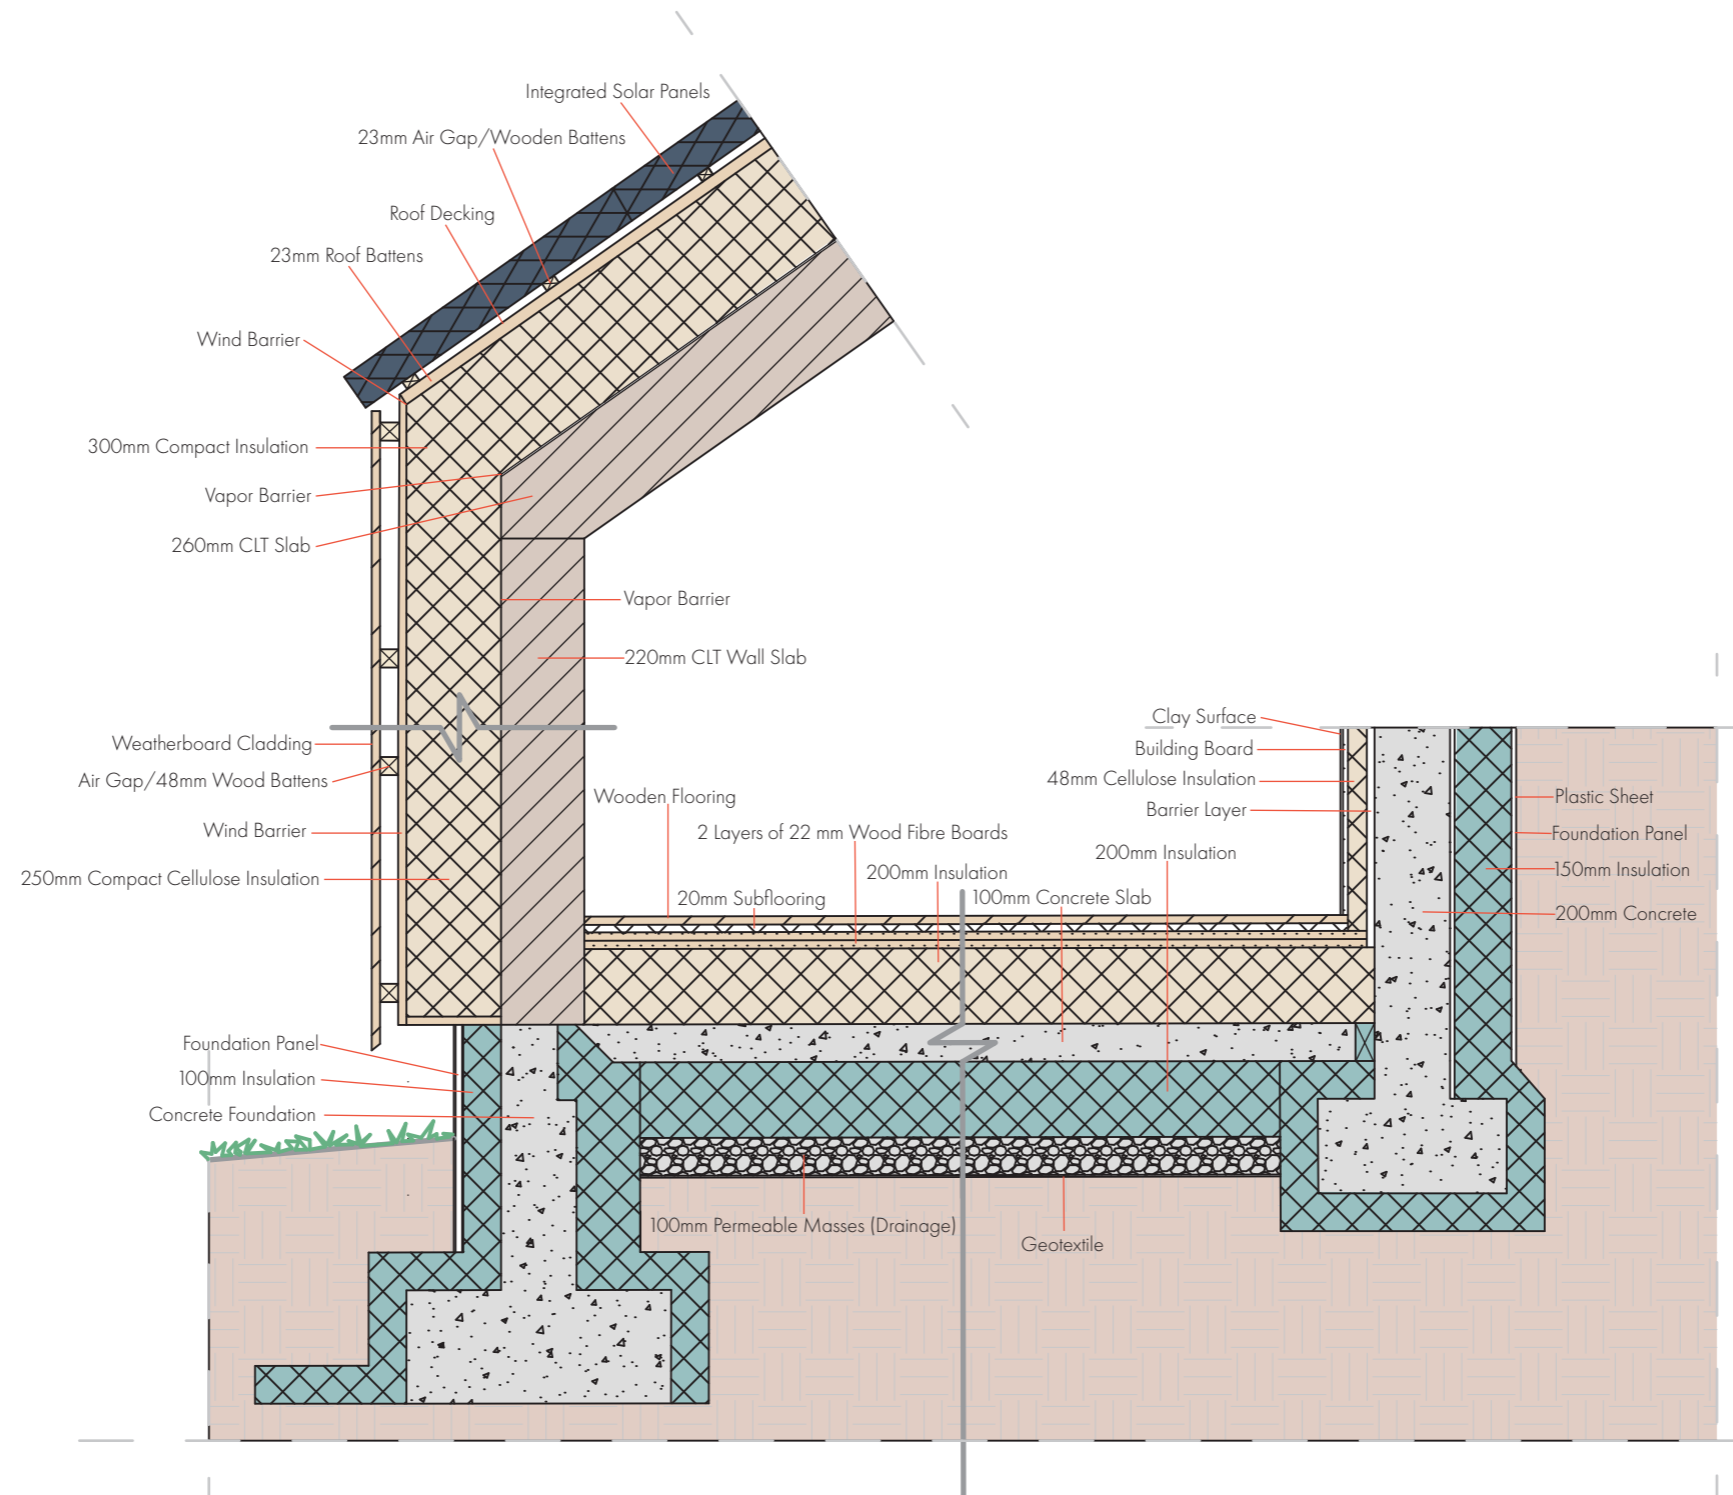 Integrated Solar Panels
23mm Air Gap/Wooden Battens
Roof Decking
23mm Roof Battens
Wind Barrier
300mm Compact Insulation
Vapor Barrier
260mm CLT Slab
Vapor Barrier
220mm CLT Wall Slab
Weatherboard Cladding
Air Gap/48mm Wood Battens
Wind Barrier
250mm Compact Cellulose Insulation
Wooden Flooring
2 Layers of 22 mm Wood Fibre Boards
200mm Insulation
20mm Subflooring
100mm Concrete Slab
200mm Insulation
Clay Surface
Building Board
48mm Cellulose Insulation
Barrier Layer
Plastic Sheet
Foundation Panel
150mm Insulation
200mm Concrete
Foundation Panel
100mm Insulation
Concrete Foundation
100mm Permeable Masses (Drainage)
Geotextile